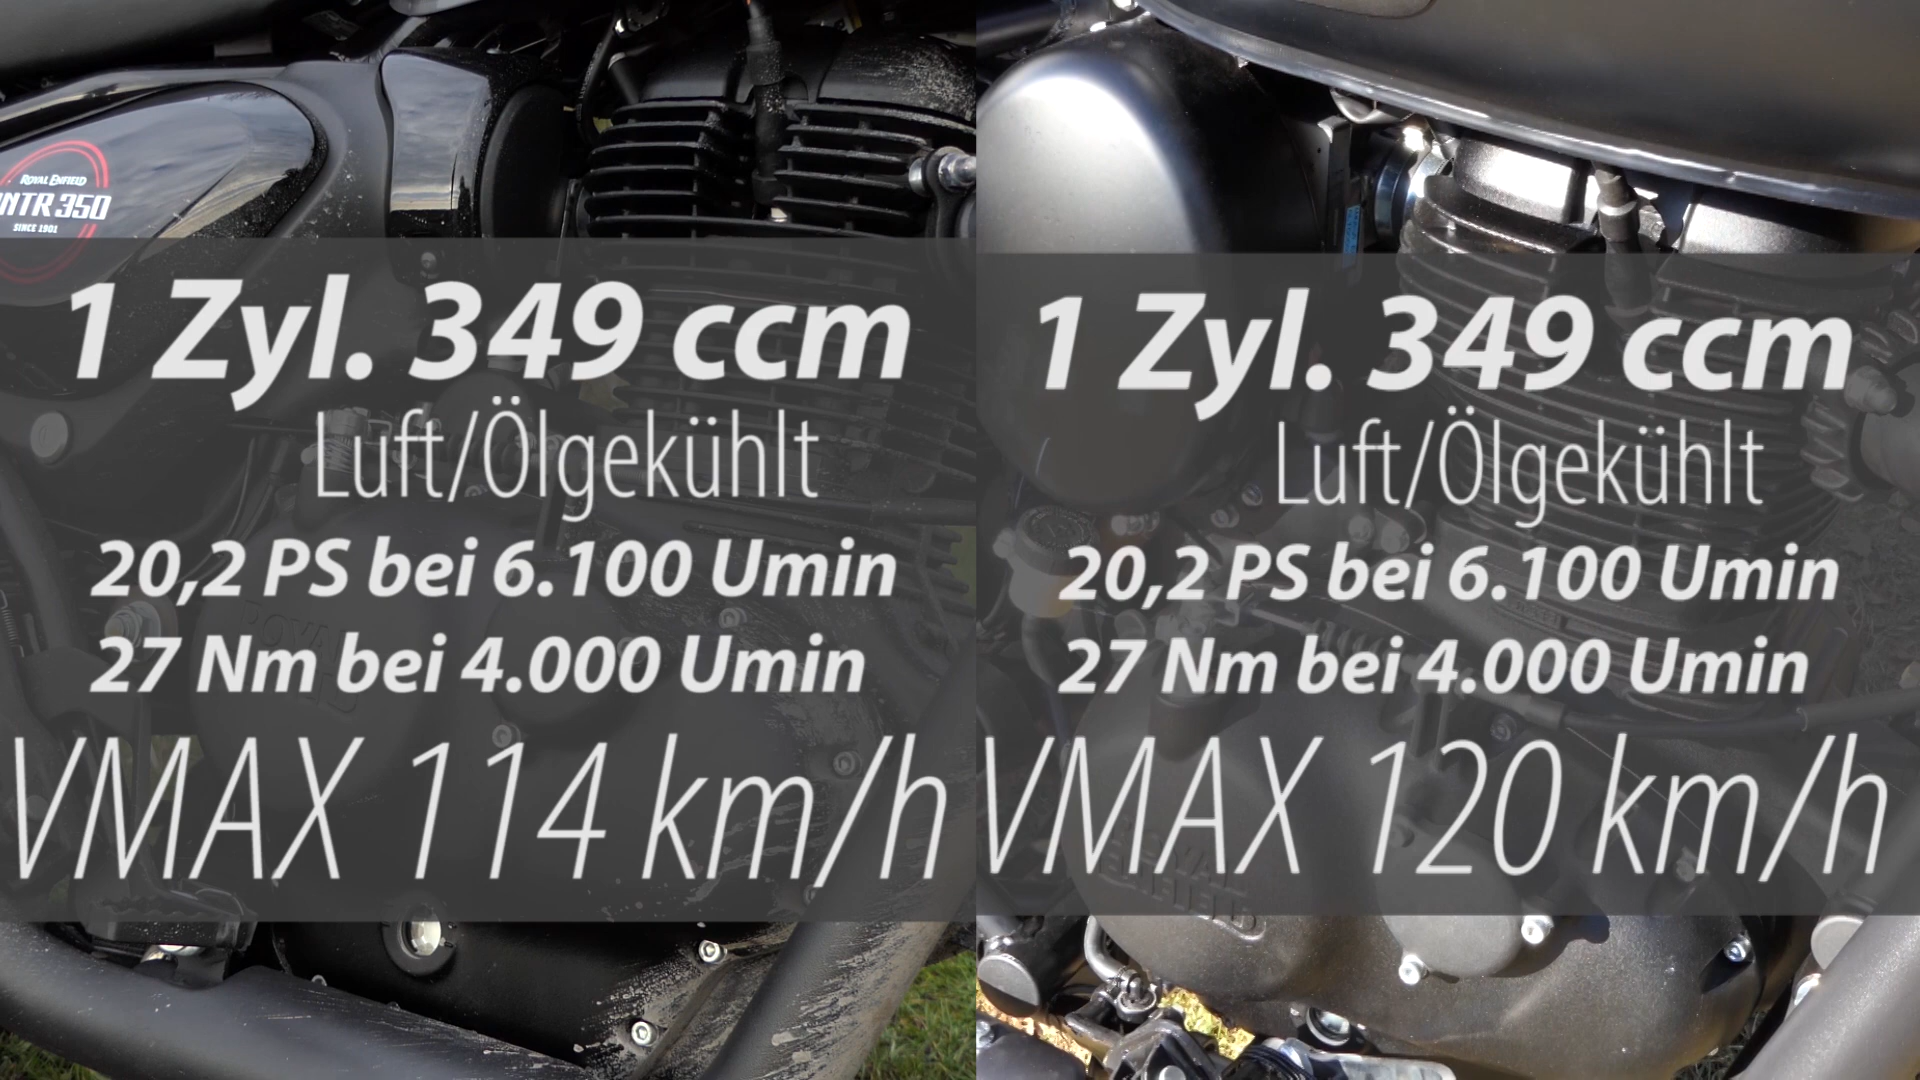 ROYAL ENFIELD
NTR 350
SINCE 1901
1 Zyl. 349 ccm
Luft/Ölgekühlt
20,2 PS bei 6.100 Umin
27 Nm bei 4.000 Umin
VMAX 114 km/h
1 Zyl. 349 ccm
Luft/Ölgekühlt
20,2 PS bei 6.100 Umin
27 Nm bei 4.000 Umin
VMAX 120 km/h